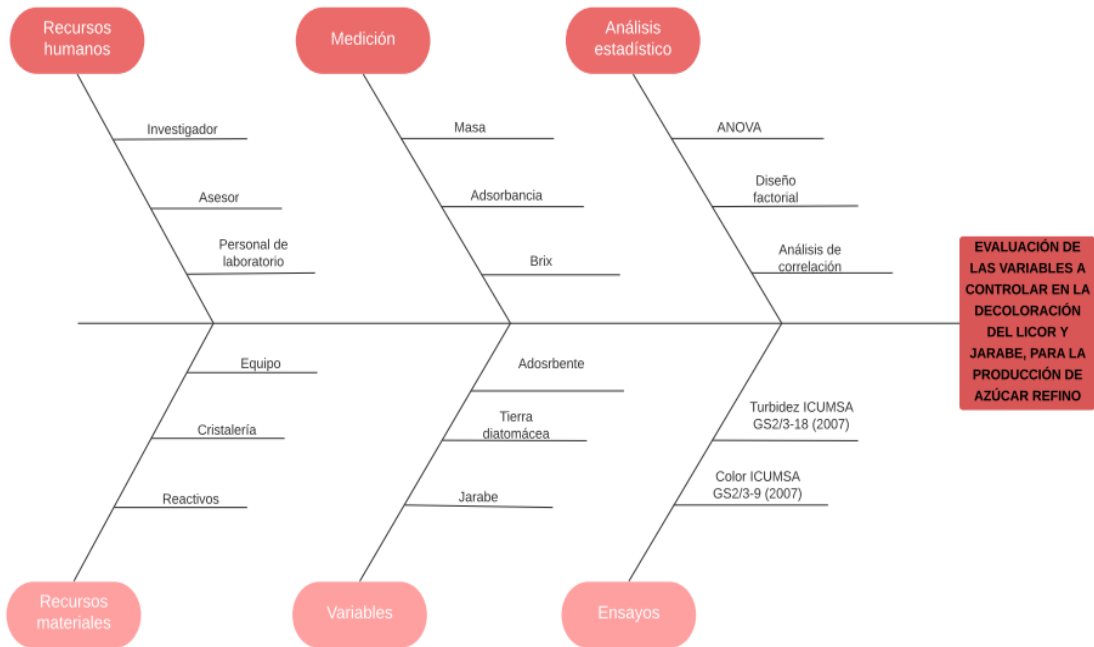 Recursos
humanos
Medición
Análisis
estadístico
Investigador
Asesor
Personal de
laboratorio
Masa
Adsorbancia
Brix
ANOVA
Diseño
factorial
Análisis de
correlación
EVALUACIÓN DE
LAS VARIABLES A
CONTROLAR EN LA
DECOLORACIÓN
DEL LICOR Y
JARABE, PARA LA
PRODUCCIÓN DE
AZÚCAR REFINO
Equipo
Cristalería
Reactivos
Adosrbente
Tierra
diatomácea
Jarabe
Turbidez ICUMSA
GS2/3-18 (2007)
Color ICUMSA
GS2/3-9 (2007)
Recursos
materiales
Variables
Ensayos